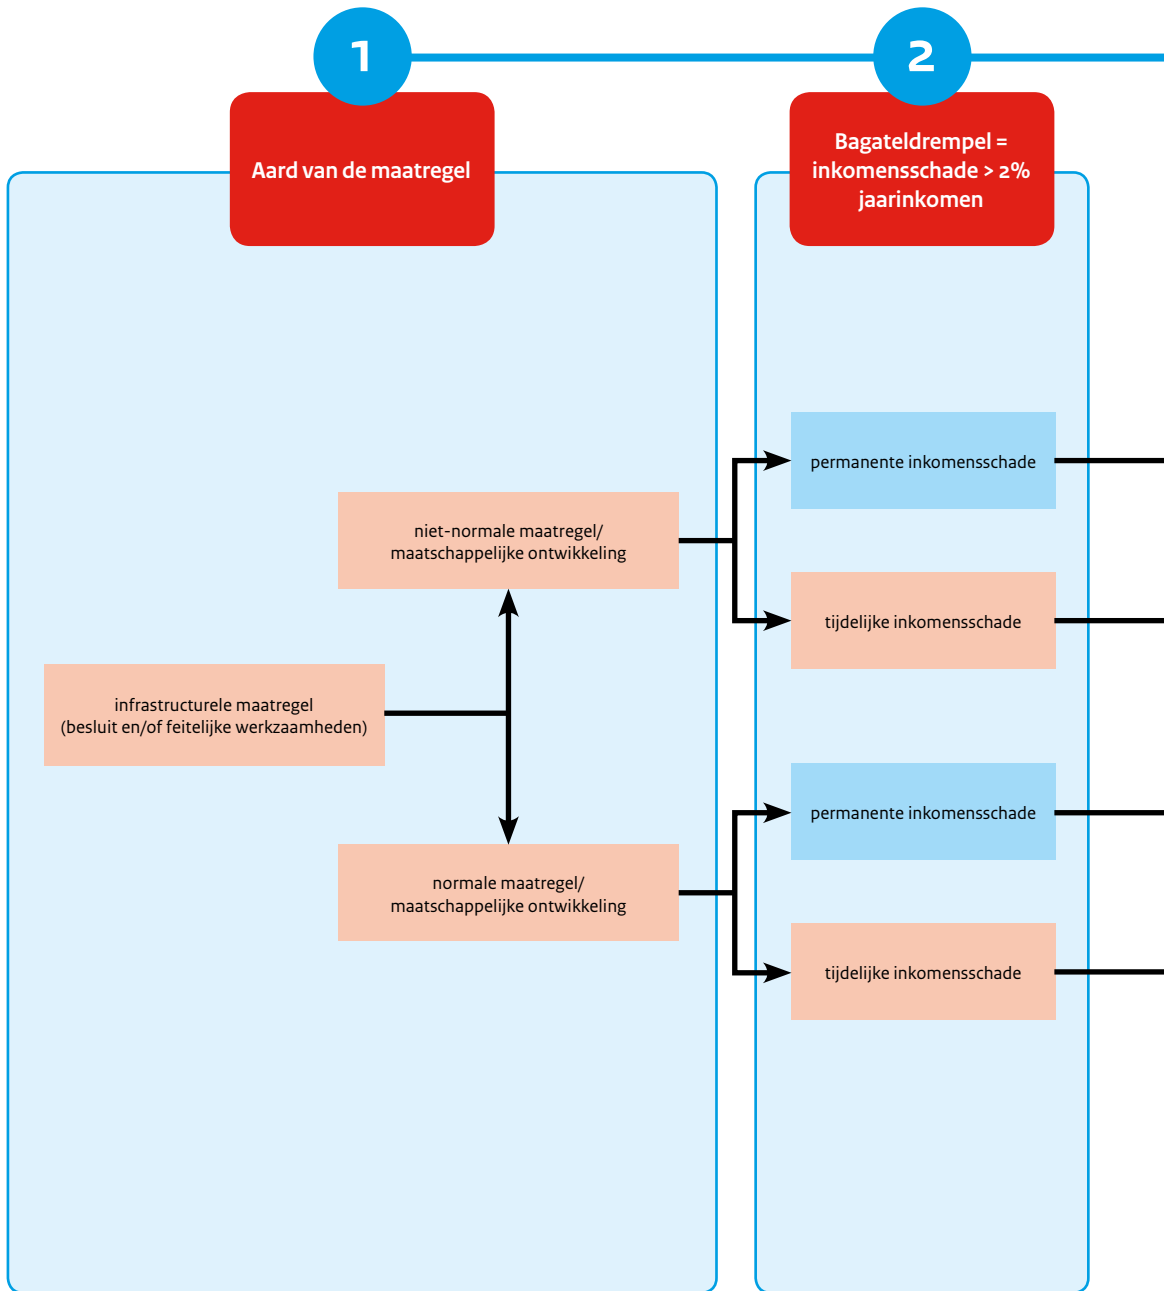 1
2
Aard van de maatregel
Bagateldrempel =
inkomensschade > 2%
jaarinkomen
infrastructurele maatregel
(besluit en/of feitelijke werkzaamheden)
niet-normale maatregel/
maatschappelijke ontwikkeling
normale maatregel/
maatschappelijke ontwikkeling
permanente inkomensschade
tijdelijke inkomensschade
permanente inkomensschade
tijdelijke inkomensschade